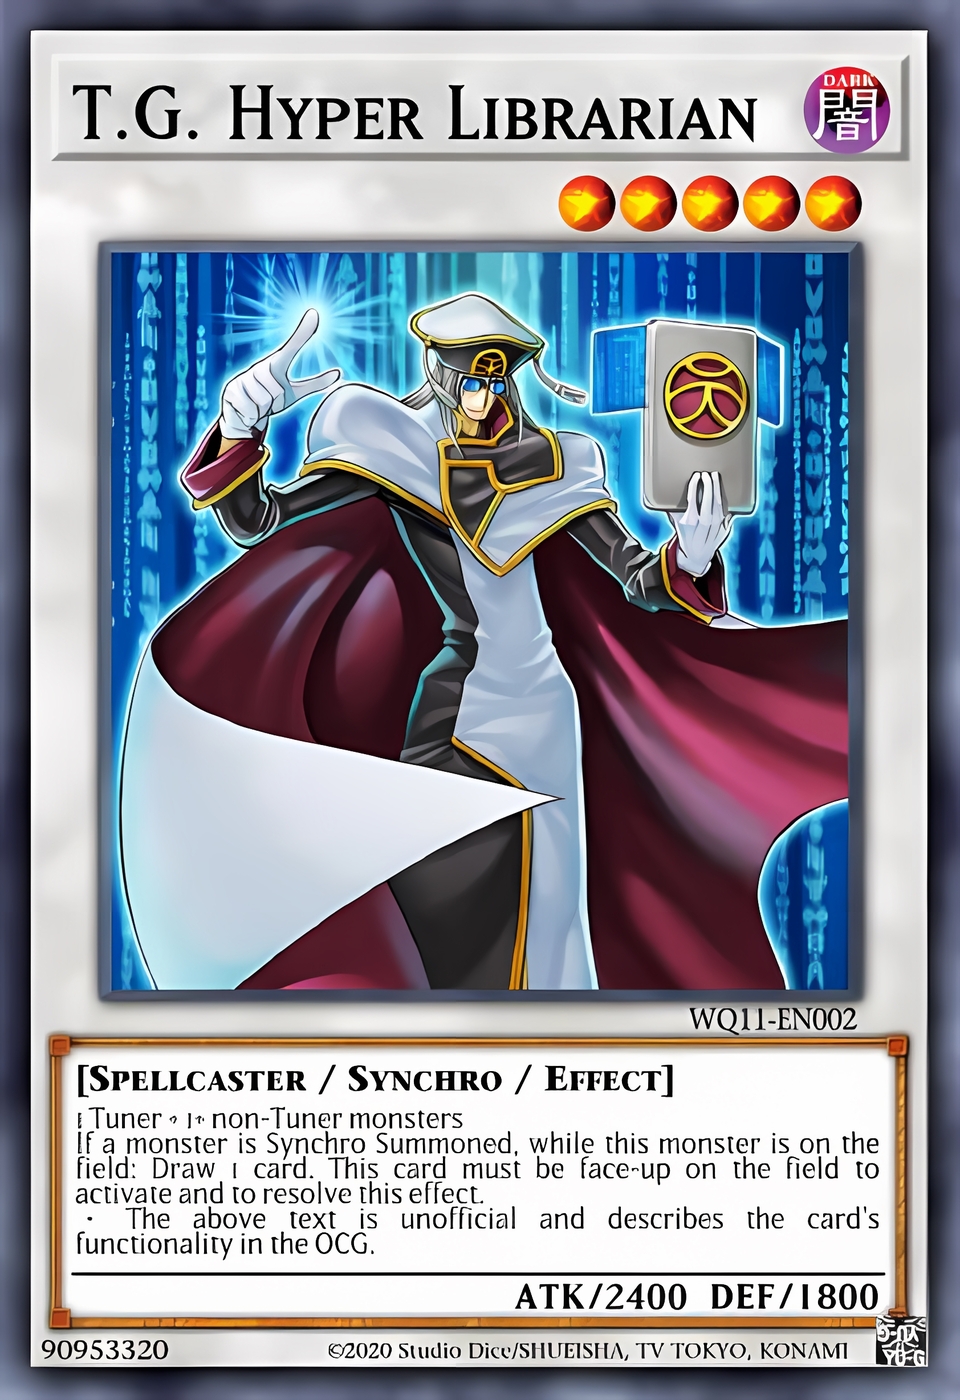 T.G. HYPER LIBRARIAN
DARK
闇
WQ11-EN002
[SPELLCASTER / SYNCHRO / EFFECT]
1 Tuner + 1+ non-Tuner monsters
If a monster is Synchro Summoned, while this monster is on the
field: Draw 1 card. This card must be face-up on the field to
activate and to resolve this effect.
· The above text is unofficial and describes the card's
functionality in the OCG.
ATK/2400 DEF/1800
90953320
©2020 Studio Dice/SHUEISHA, TV TOKYO, KONAMI